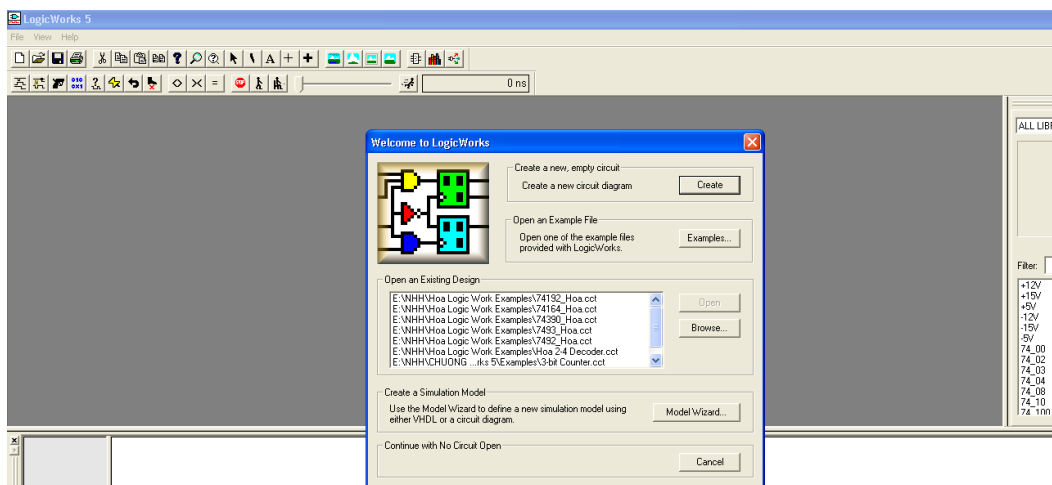 LogicWorks 5
File View Help
0 ns
ALL LIBR
Welcome to LogicWorks
Create a new, empty circuit
Create a new circuit diagram
Create
Open an Example File
Open one of the example files
provided with LogicWorks.
Examples...
Open an Existing Design
E:\NHH\Hoa Logic Work Examples\74192_Hoa.cct
E:\NHH\Hoa Logic Work Examples\74164_Hoa.cct
E:\NHH\Hoa Logic Work Examples\74390_Hoa.cct
E:\NHH\Hoa Logic Work Examples\7493_Hoa.cct
E:\NHH\Hoa Logic Work Examples\7492_Hoa.cct
E:\NHH\Hoa Logic Work Examples\Hoa 2-4 Decoder.cct
E:\NHH\CHUONG ...rks 5\Examples\3-bit Counter.cct
Open
Browse...
Create a Simulation Model
Use the Model Wizard to define a new simulation model using
either VHDL or a circuit diagram.
Model Wizard...
Continue with No Circuit Open
Cancel
Filter:
+12V
+15V
+5V
-12V
-15V
-5V
74_00
74_02
74_03
74_04
74_08
74_10
74_100